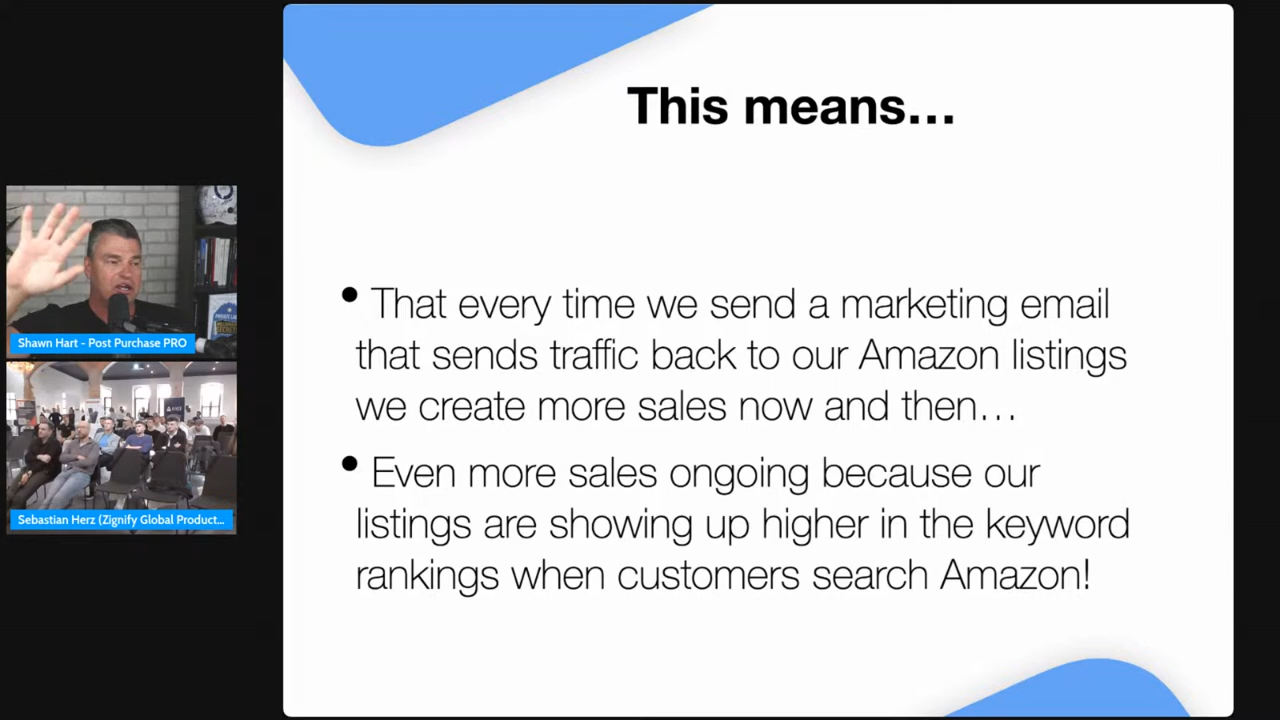 This means...
• That every time we send a marketing email
that sends traffic back to our Amazon listings
we create more sales now and then...
• Even more sales ongoing because our
listings are showing up higher in the keyword
rankings when customers search Amazon!
Shawn Hart - Post Purchase PRO
Sebastian Herz (Zignify Global Product...